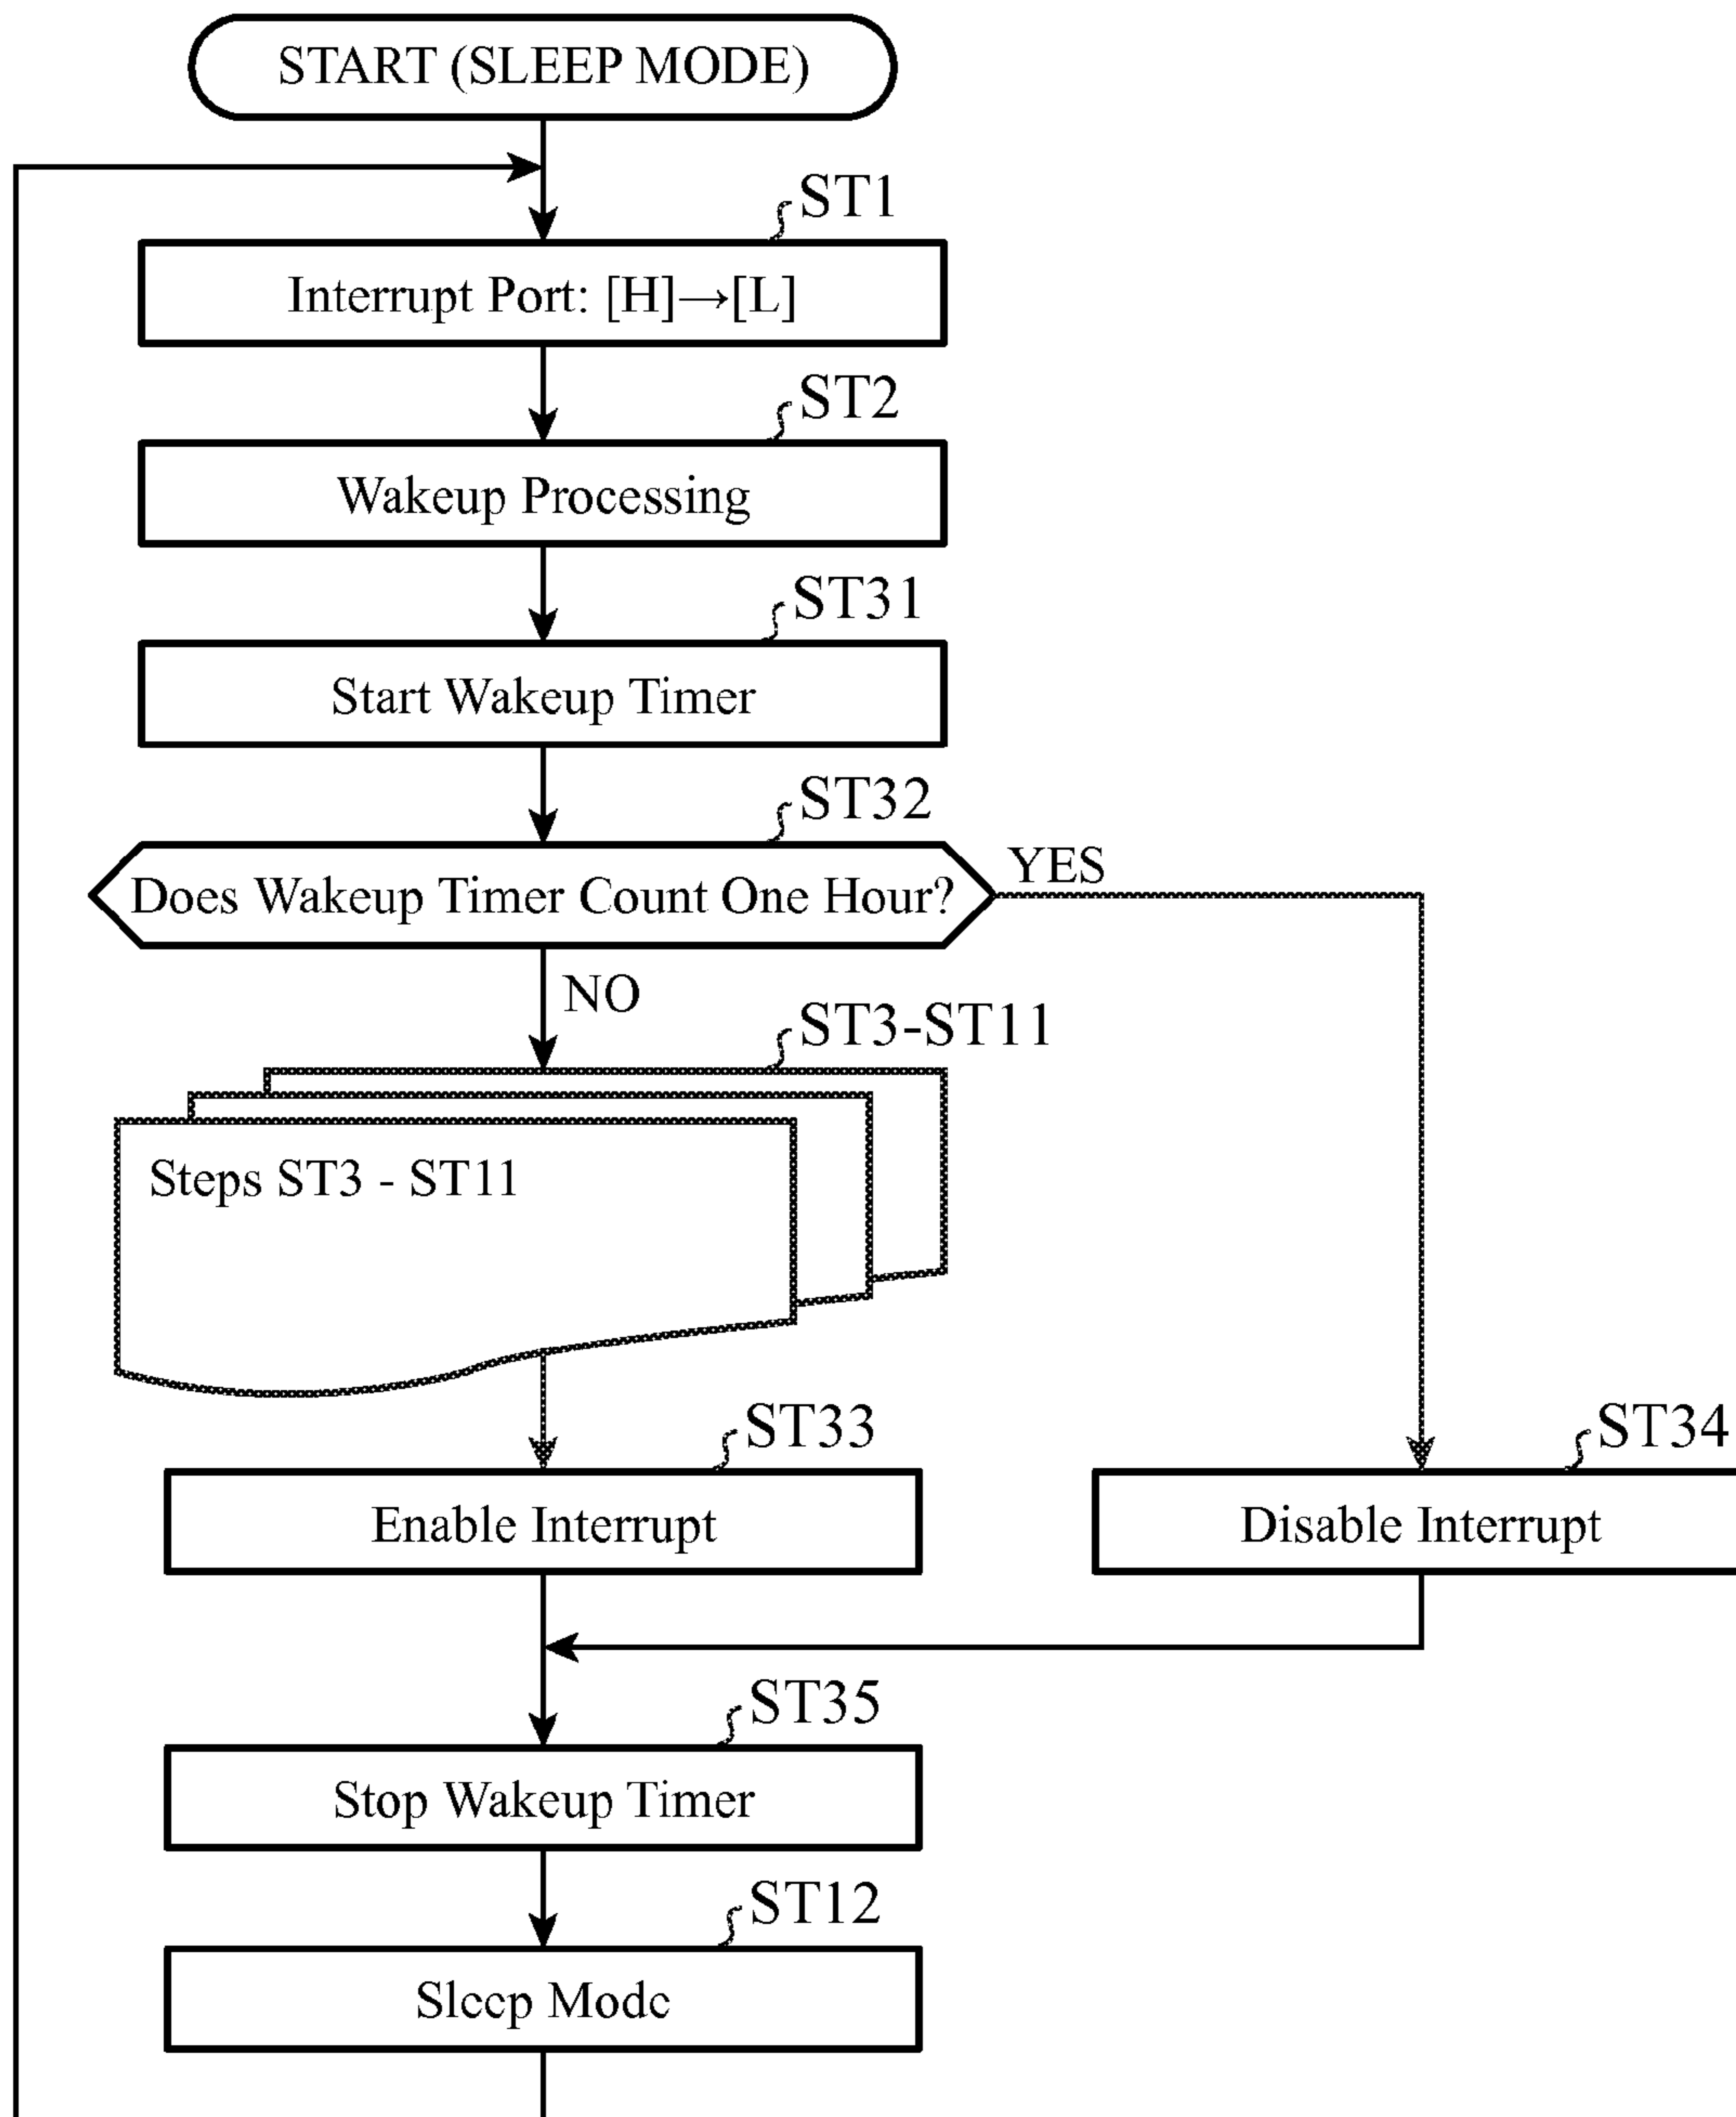 START (SLEEP MODE)
ST1
Interrupt Port: [H]→[L]
ST2
Wakeup Processing
ST31
Start Wakeup Timer
ST32
Does Wakeup Timer Count One Hour?
YES
NO
ST3-ST11
Steps ST3 - ST11
ST33
Enable Interrupt
ST34
Disable Interrupt
ST35
Stop Wakeup Timer
ST12
Sleep Mode